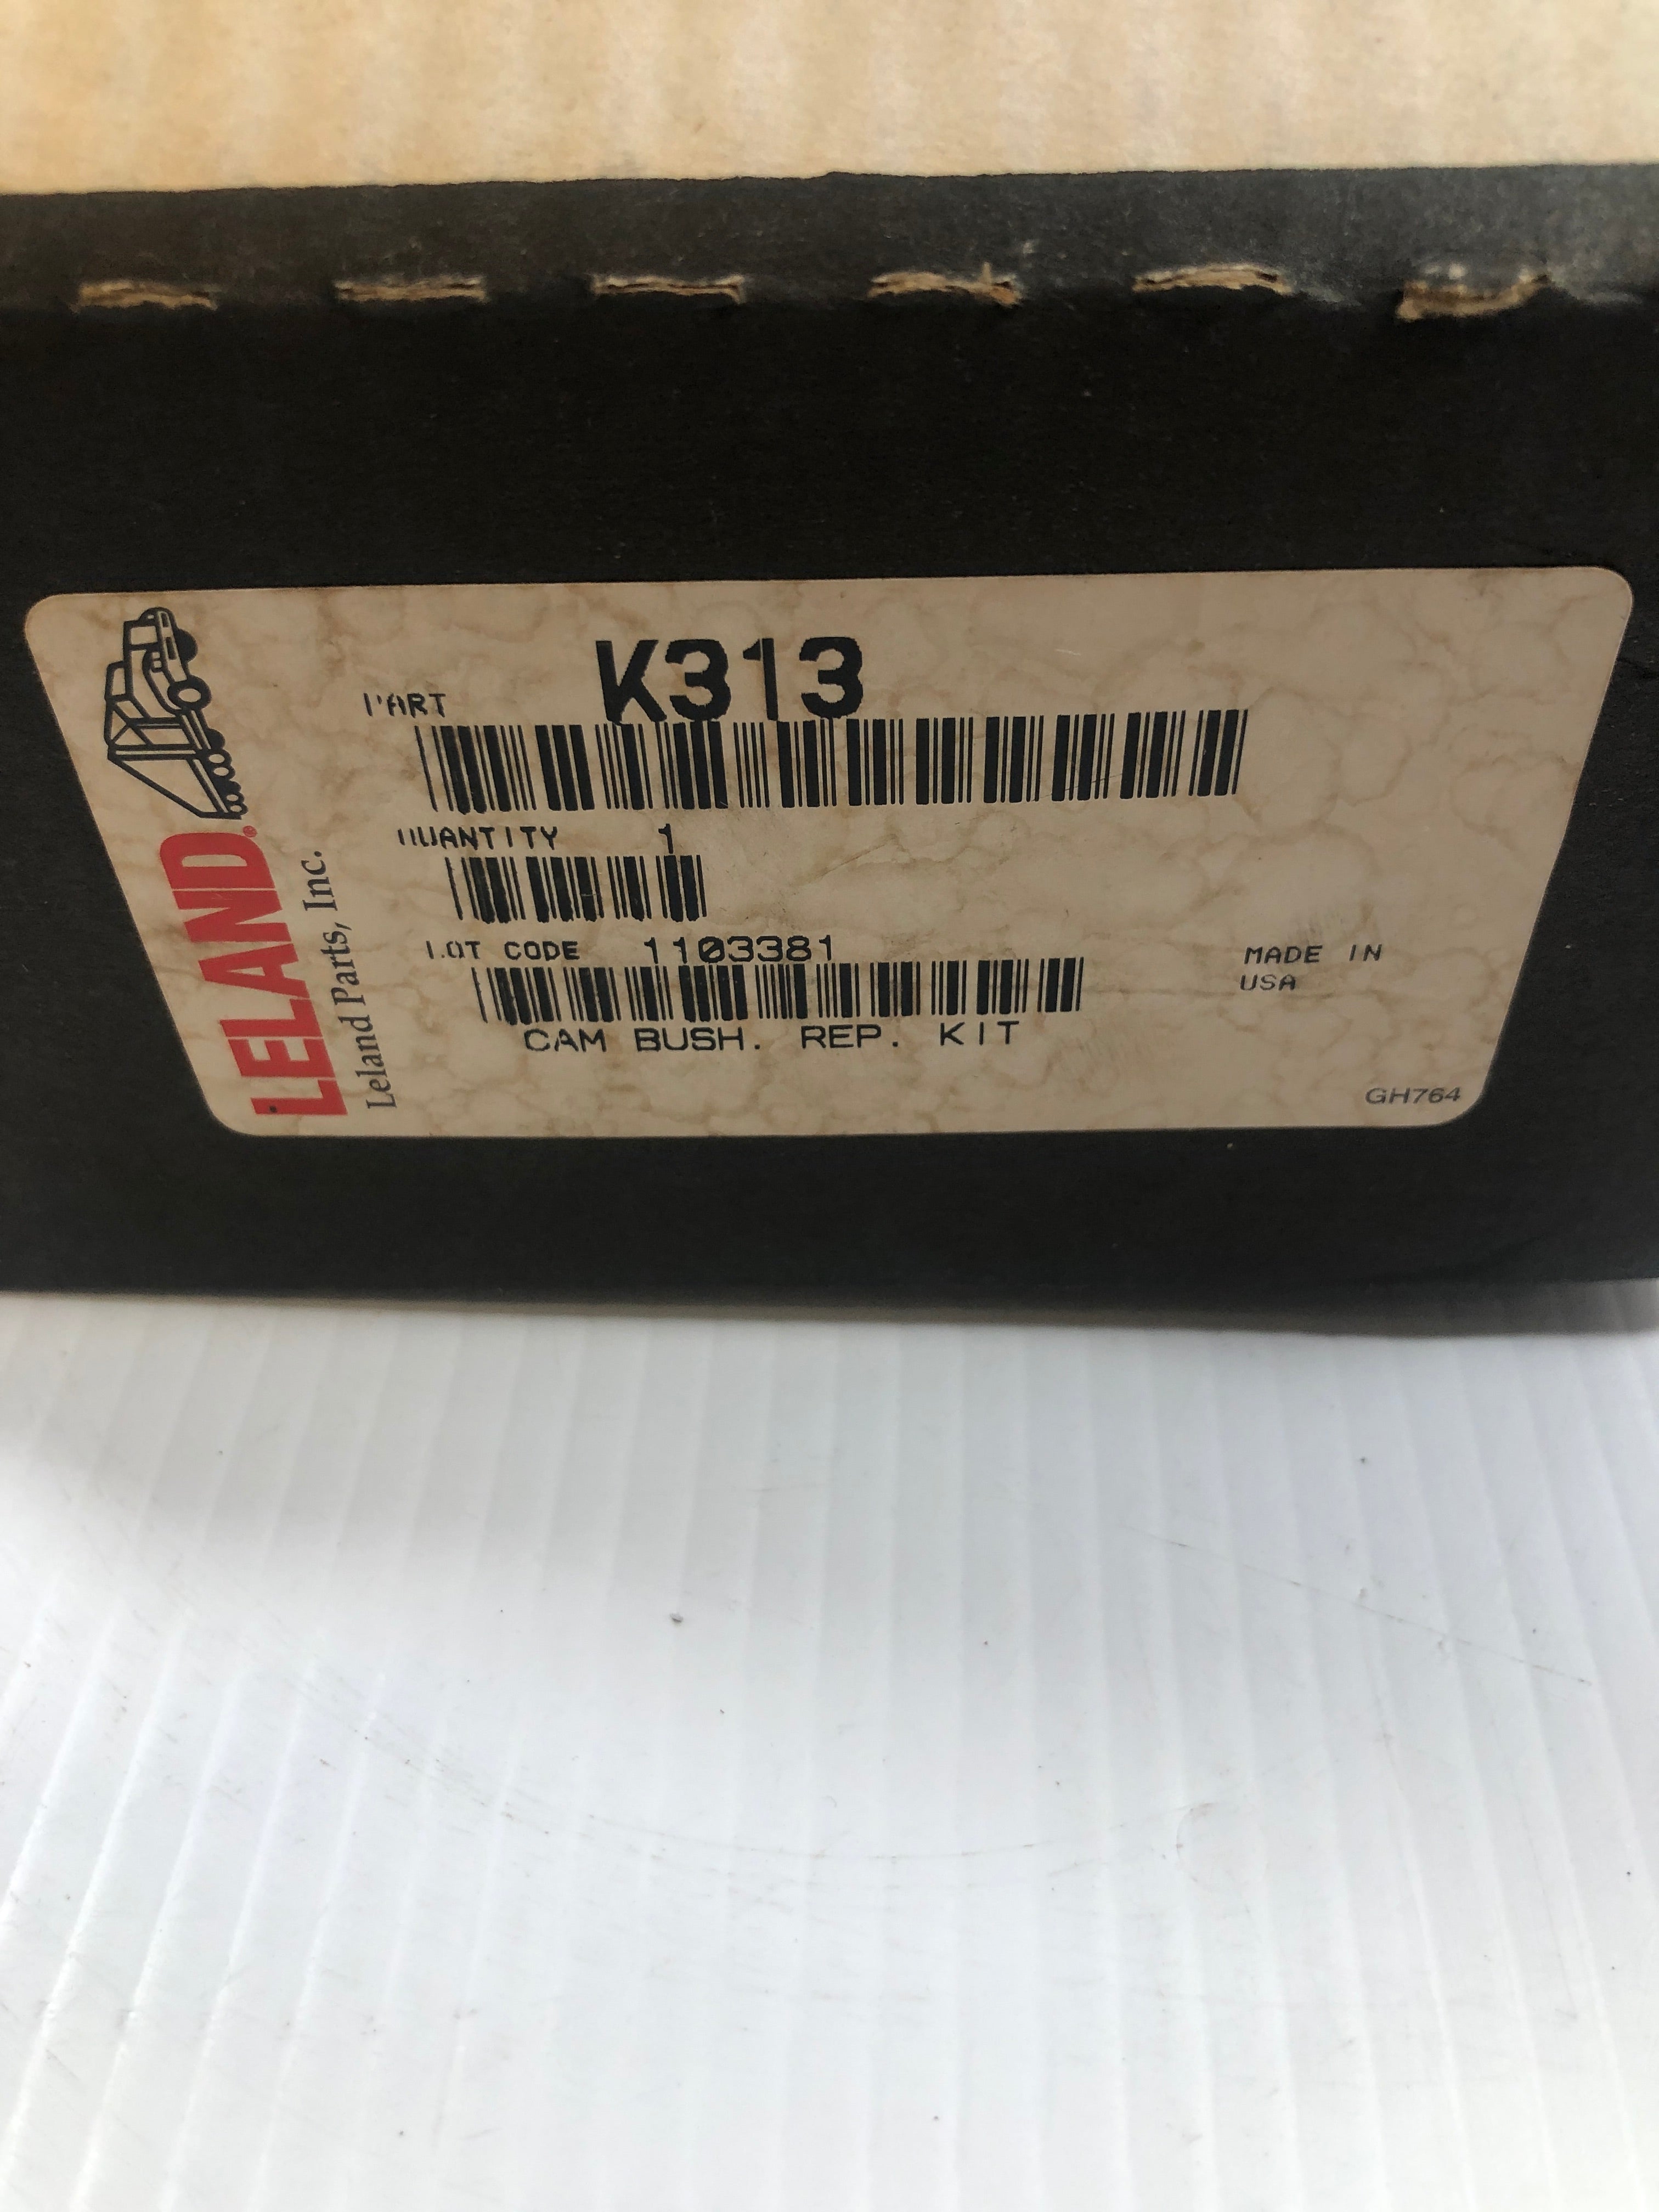 LELAND®
Leland Parts, Inc.
PART K313
QUANTITY 1
LOT CODE 1103381
CAM BUSH. REP. KIT
MADE IN
USA
GH764